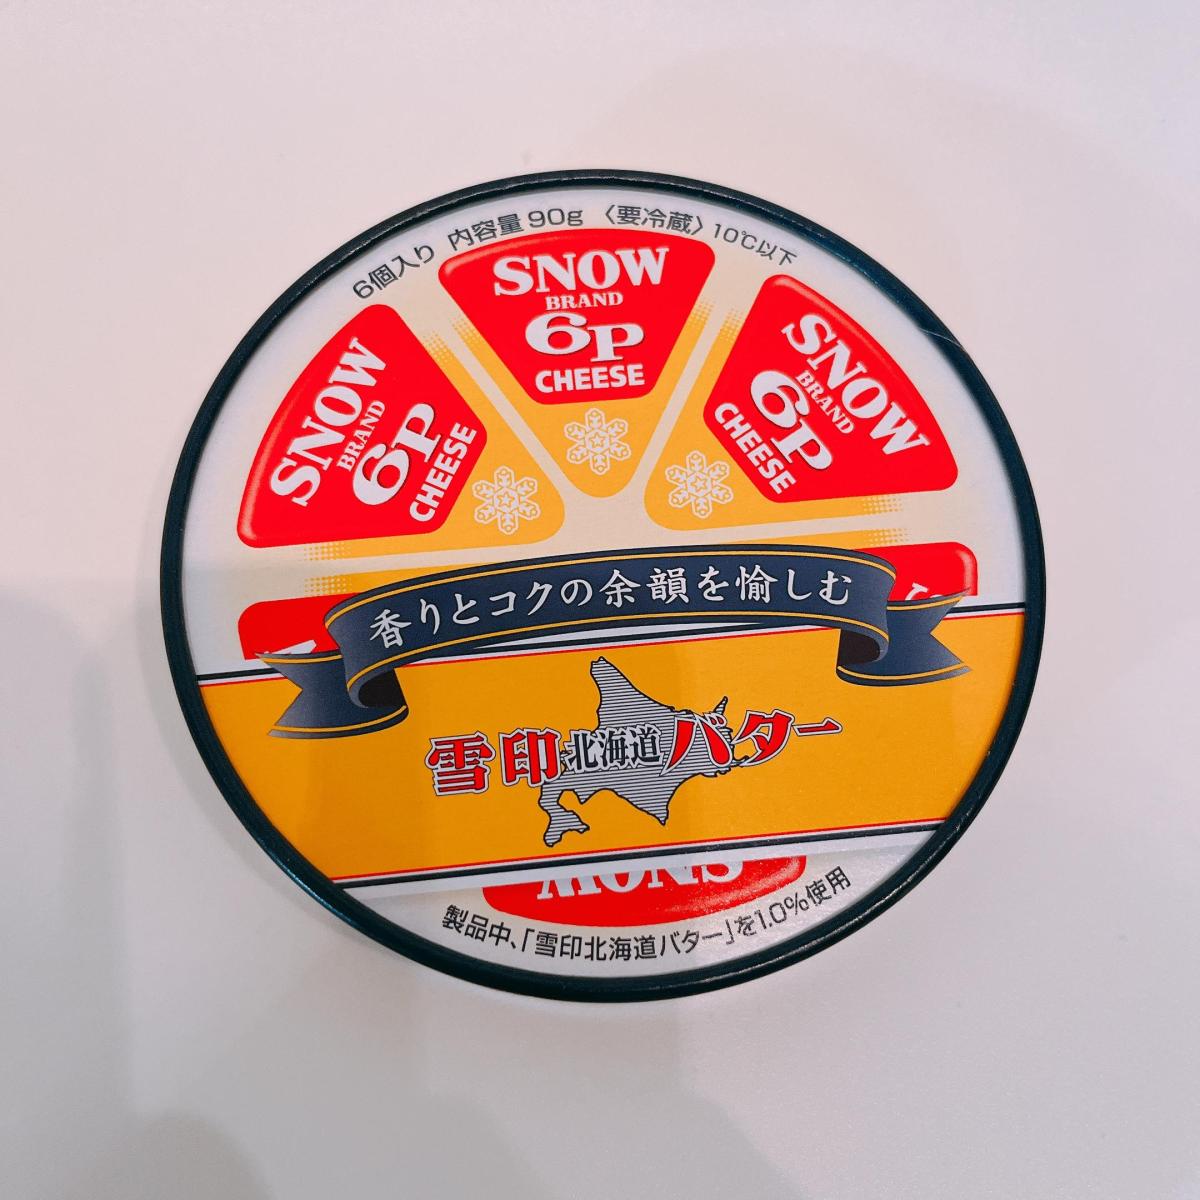 6個入り 内容量90g 〈要冷蔵〉10℃以下
SNOW
BRAND
6P
CHEESE
SNOW
BRAND
6P
CHEESE
SNOW
BRAND
6P
CHEESE
香りとコクの余韻を愉しむ
雪印北海道バター
SNOW
製品中、「雪印北海道バター」を1.0%使用